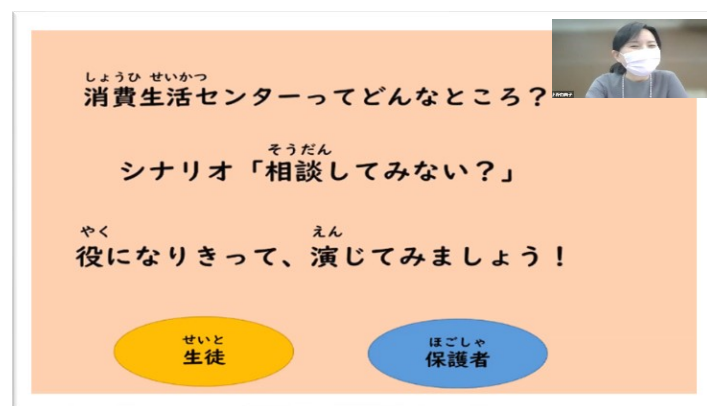 しょうひ せいかつ
消費生活センターってどんなところ？
そうだん
シナリオ「相談してみない？」
やく えん
役になりきって、演じてみましょう！
せいと
生徒
ほごしゃ
保護者